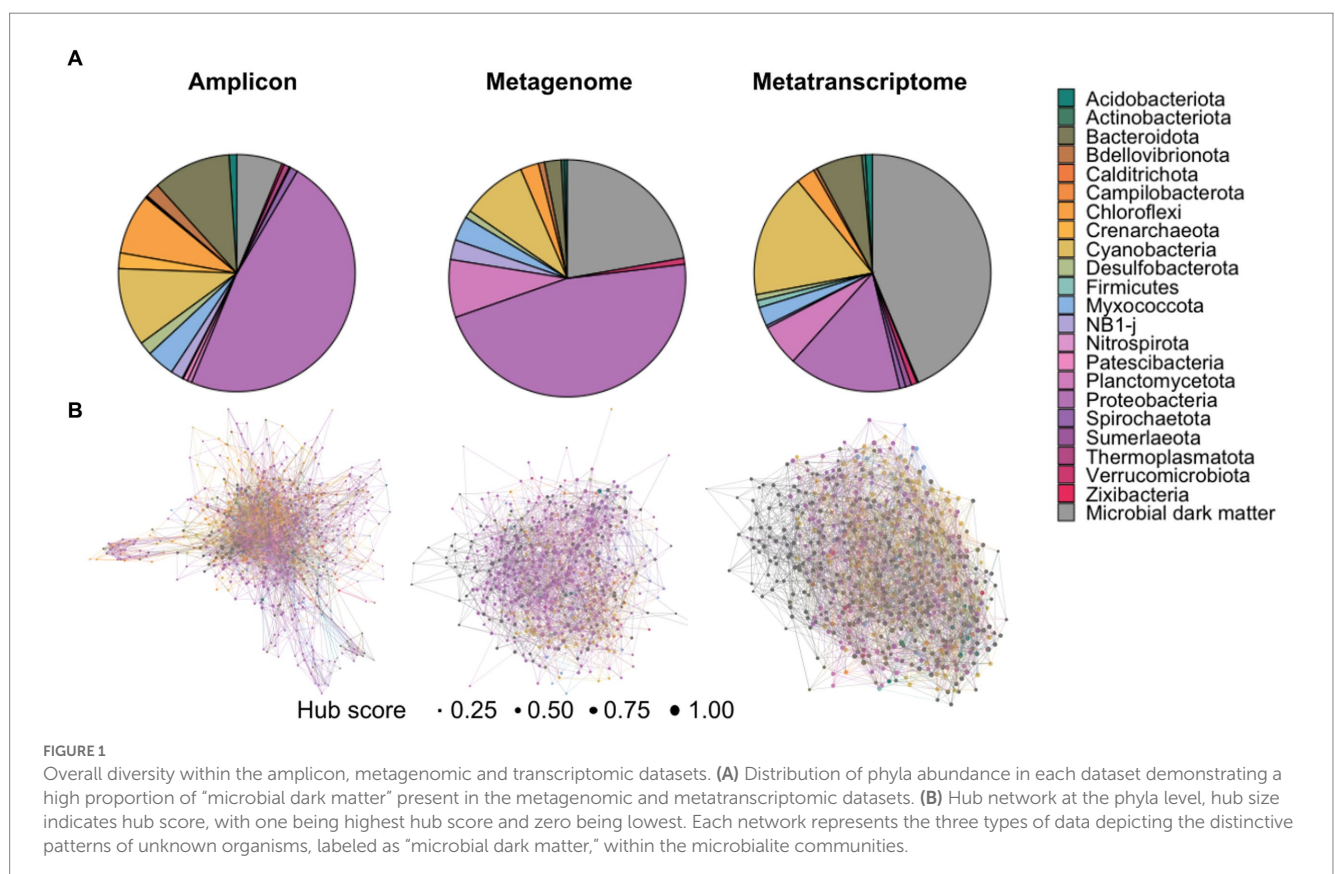 A
Amplicon
Metagenome
Metatranscriptome
Acidobacteriota
Actinobacteriota
Bacteroidota
Bdellovibrionota
Calditrichota
Campilobacterota
Chloroflexi
Crenarchaeota
Cyanobacteria
Desulfobacterota
Firmicutes
Myxococcota
NB1-j
Nitrospirota
Patescibacteria
Planctomycetota
Proteobacteria
Spirochaetota
Sumerlaeota
Thermoplasmatota
Verrucomicrobiota
Zixibacteria
Microbial dark matter
B
Hub score 0.25 0.50 0.75 1.00
FIGURE 1
Overall diversity within the amplicon, metagenomic and transcriptomic datasets. (A) Distribution of phyla abundance in each dataset demonstrating a
high proportion of “microbial dark matter” present in the metagenomic and metatranscriptomic datasets. (B) Hub network at the phyla level, hub size
indicates hub score, with one being highest hub score and zero being lowest. Each network represents the three types of data depicting the distinctive
patterns of unknown organisms, labeled as “microbial dark matter,” within the microbialite communities.